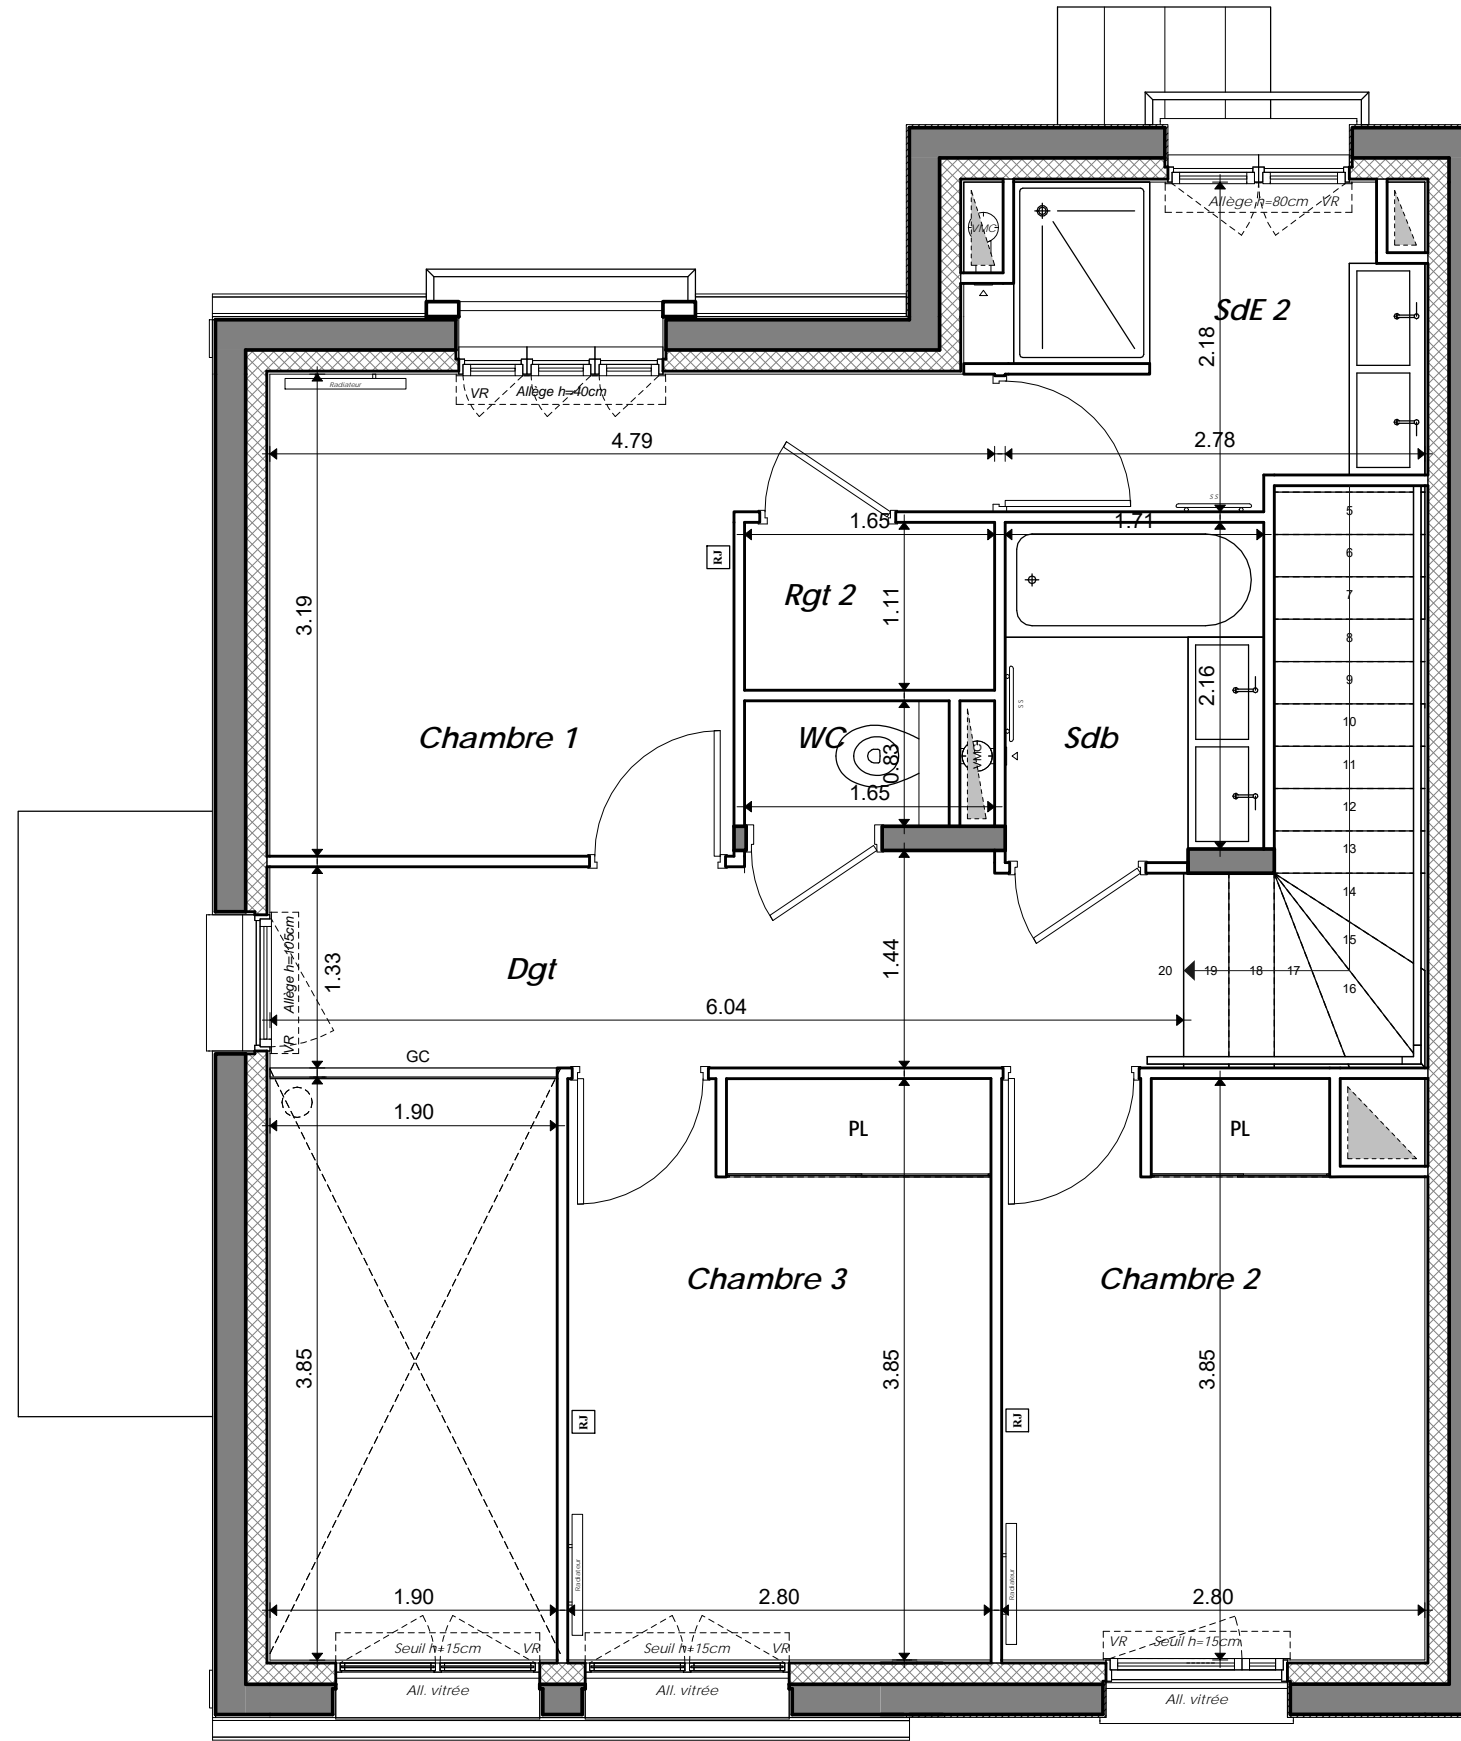 Allège h=80cm VR
VMC
SdE 2
2.18
Radiateur
VR Allège h=40cm
4.79
2.78
SS
1.65
1.71
5
6
7
8
9
10
11
12
13
14
15
16
17
18
19
20
RJ
3.19
Rgt 2
1.11
2.16
SS
Chambre 1
WC
0.83
VMC
Sdb
1.65
Allège h=105cm
VR
1.33
Dgt
1.44
6.04
GC
1.90
PL
PL
Chambre 3
Chambre 2
3.85
3.85
3.85
RJ
RJ
Radiateur
Radiateur
1.90
2.80
2.80
Seuil h=15cm VR
Seuil h=15cm VR
VR Seuil h=15cm
All. vitrée
All. vitrée
All. vitrée